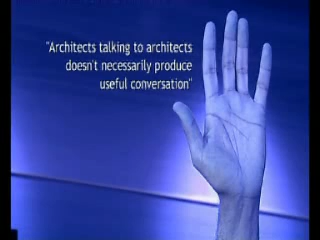 "Architects talking to architects
doesn't necessarily produce
useful conversation"